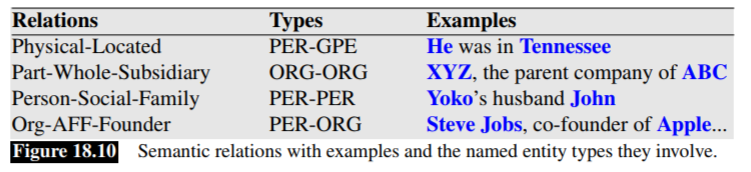 Relations Types Examples
Physical-Located PER-GPE He was in Tennessee
Part-Whole-Subsidiary ORG-ORG XYZ, the parent company of ABC
Person-Social-Family PER-PER Yoko's husband John
Org-AFF-Founder PER-ORG Steve Jobs, co-founder of Apple...
Figure 18.10 Semantic relations with examples and the named entity types they involve.